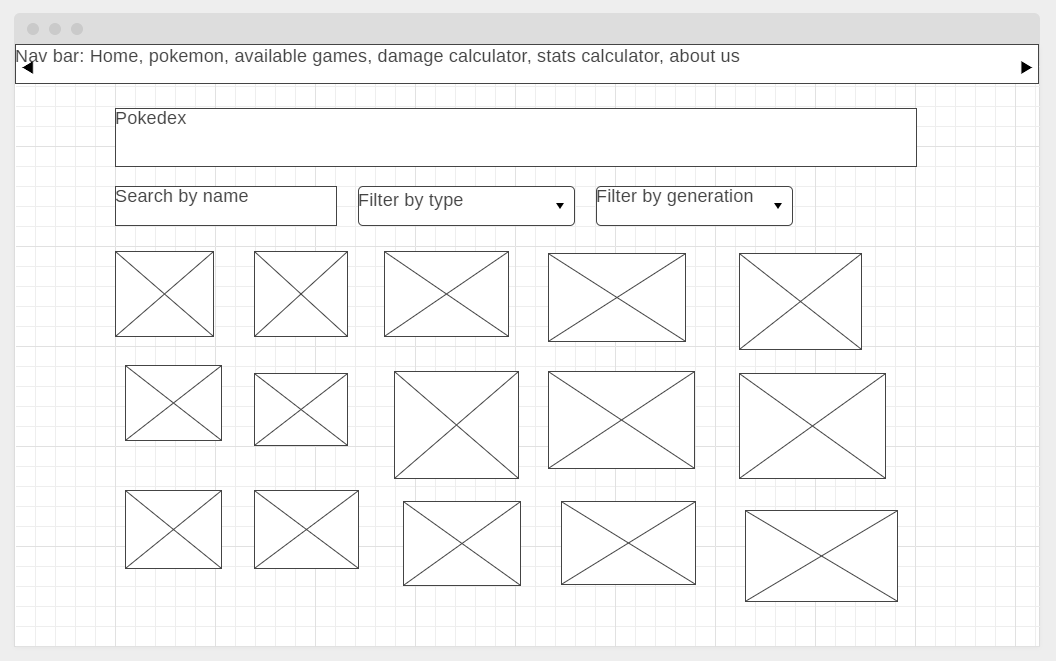 Nav bar: Home, pokemon, available games, damage calculator, stats calculator, about us
Pokedex
Search by name
Filter by type
Filter by generation